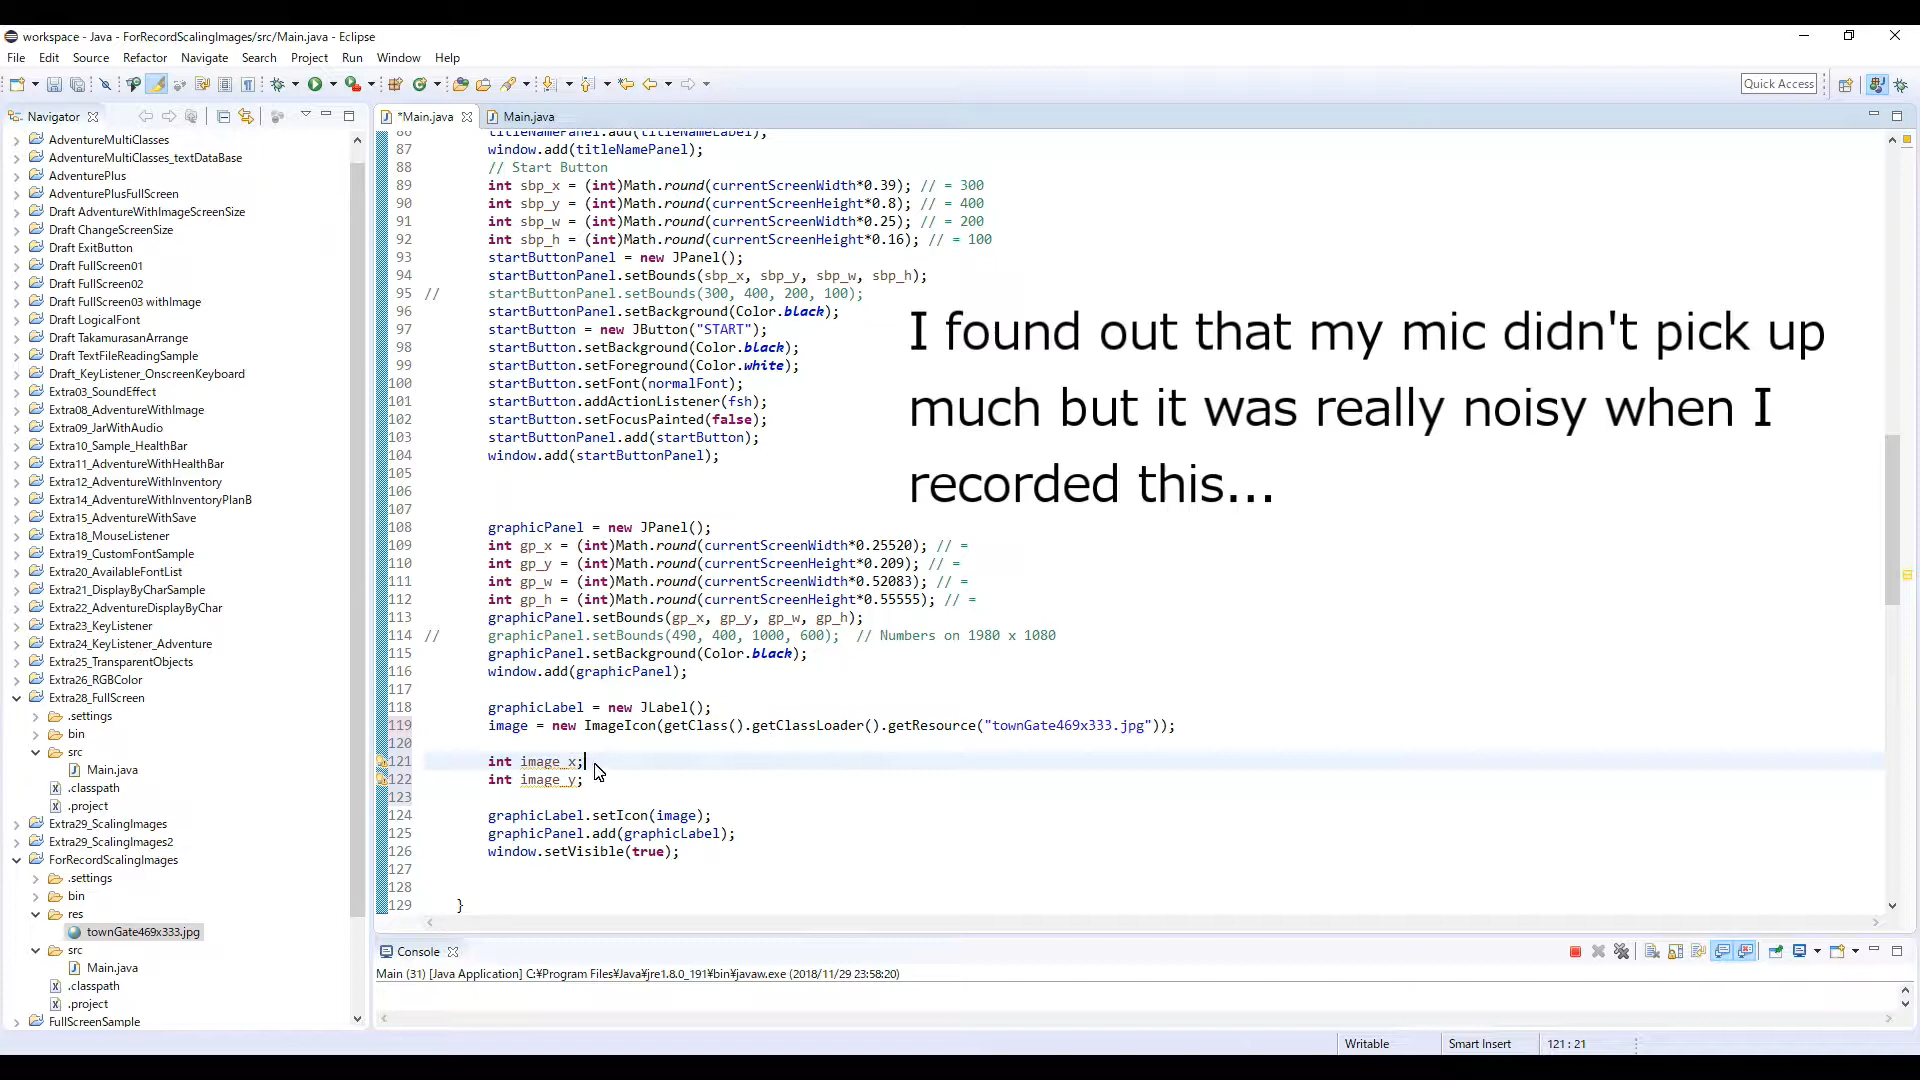 workspace - Java - ForRecordScalingImages/src/Main.java - Eclipse
File Edit Source Refactor Navigate Search Project Run Window Help
Quick Access
Navigator
*Main.java
Main.java
AdventureMultiClasses
AdventureMultiClasses_textDataBase
AdventurePlus
AdventurePlusFullScreen
Draft AdventureWithImageScreenSize
Draft ChangeScreenSize
Draft ExitButton
Draft FullScreen01
Draft FullScreen02
Draft FullScreen03 withImage
Draft LogicalFont
Draft TakamurasanArrange
Draft TextFileReadingSample
Draft_KeyListener_OnscreenKeyboard
Extra03_SoundEffect
Extra08_AdventureWithImage
Extra09_JarWithAudio
Extra10_Sample_HealthBar
Extra11_AdventureWithHealthBar
Extra12_AdventureWithInventory
Extra14_AdventureWithInventoryPlanB
Extra15_AdventureWithSave
Extra18_MouseListener
Extra19_CustomFontSample
Extra20_AvailableFontList
Extra21_DisplayByCharSample
Extra22_AdventureDisplayByChar
Extra23_KeyListener
Extra24_KeyListener_Adventure
Extra25_TransparentObjects
Extra26_RGBColor
Extra28_FullScreen
.settings
bin
src
Main.java
.classpath
.project
Extra29_ScalingImages
Extra29_ScalingImages2
ForRecordScalingImages
.settings
bin
res
townGate469x333.jpg
src
Main.java
.classpath
.project
FullScreenSample
86 titleNamePanel.add(titleNameLabel);
87 window.add(titleNamePanel);
88 // Start Button
89 int sbp_x = (int)Math.round(currentScreenWidth*0.39); // = 300
90 int sbp_y = (int)Math.round(currentScreenHeight*0.8); // = 400
91 int sbp_w = (int)Math.round(currentScreenWidth*0.25); // = 200
92 int sbp_h = (int)Math.round(currentScreenHeight*0.16); // = 100
93 startButtonPanel = new JPanel();
94 startButtonPanel.setBounds(sbp_x, sbp_y, sbp_w, sbp_h);
95 // startButtonPanel.setBounds(300, 400, 200, 100);
96 startButtonPanel.setBackground(Color.black);
97 startButton = new JButton("START");
98 startButton.setBackground(Color.black);
99 startButton.setForeground(Color.white);
100 startButton.setFont(normalFont);
101 startButton.addActionListener(fsh);
102 startButton.setFocusPainted(false);
103 startButtonPanel.add(startButton);
104 window.add(startButtonPanel);
105
106
107
108 graphicPanel = new JPanel();
109 int gp_x = (int)Math.round(currentScreenWidth*0.25520); // =
110 int gp_y = (int)Math.round(currentScreenHeight*0.209); // =
111 int gp_w = (int)Math.round(currentScreenWidth*0.52083); // =
112 int gp_h = (int)Math.round(currentScreenHeight*0.55555); // =
113 graphicPanel.setBounds(gp_x, gp_y, gp_w, gp_h);
114 // graphicPanel.setBounds(490, 400, 1000, 600); // Numbers on 1980 x 1080
115 graphicPanel.setBackground(Color.black);
116 window.add(graphicPanel);
117
118 graphicLabel = new JLabel();
119 image = new ImageIcon(getClass().getClassLoader().getResource("townGate469x333.jpg"));
120
121 int image_x;
122 int image_y;
123
124 graphicLabel.setIcon(image);
125 graphicPanel.add(graphicLabel);
126 window.setVisible(true);
127
128
129 }
I found out that my mic didn't pick up
much but it was really noisy when I
recorded this...
Console
Main (31) [Java Application] C:¥Program Files¥Java¥jre1.8.0_191¥bin¥javaw.exe (2018/11/29 23:58:20)
Writable Smart Insert 121 : 21